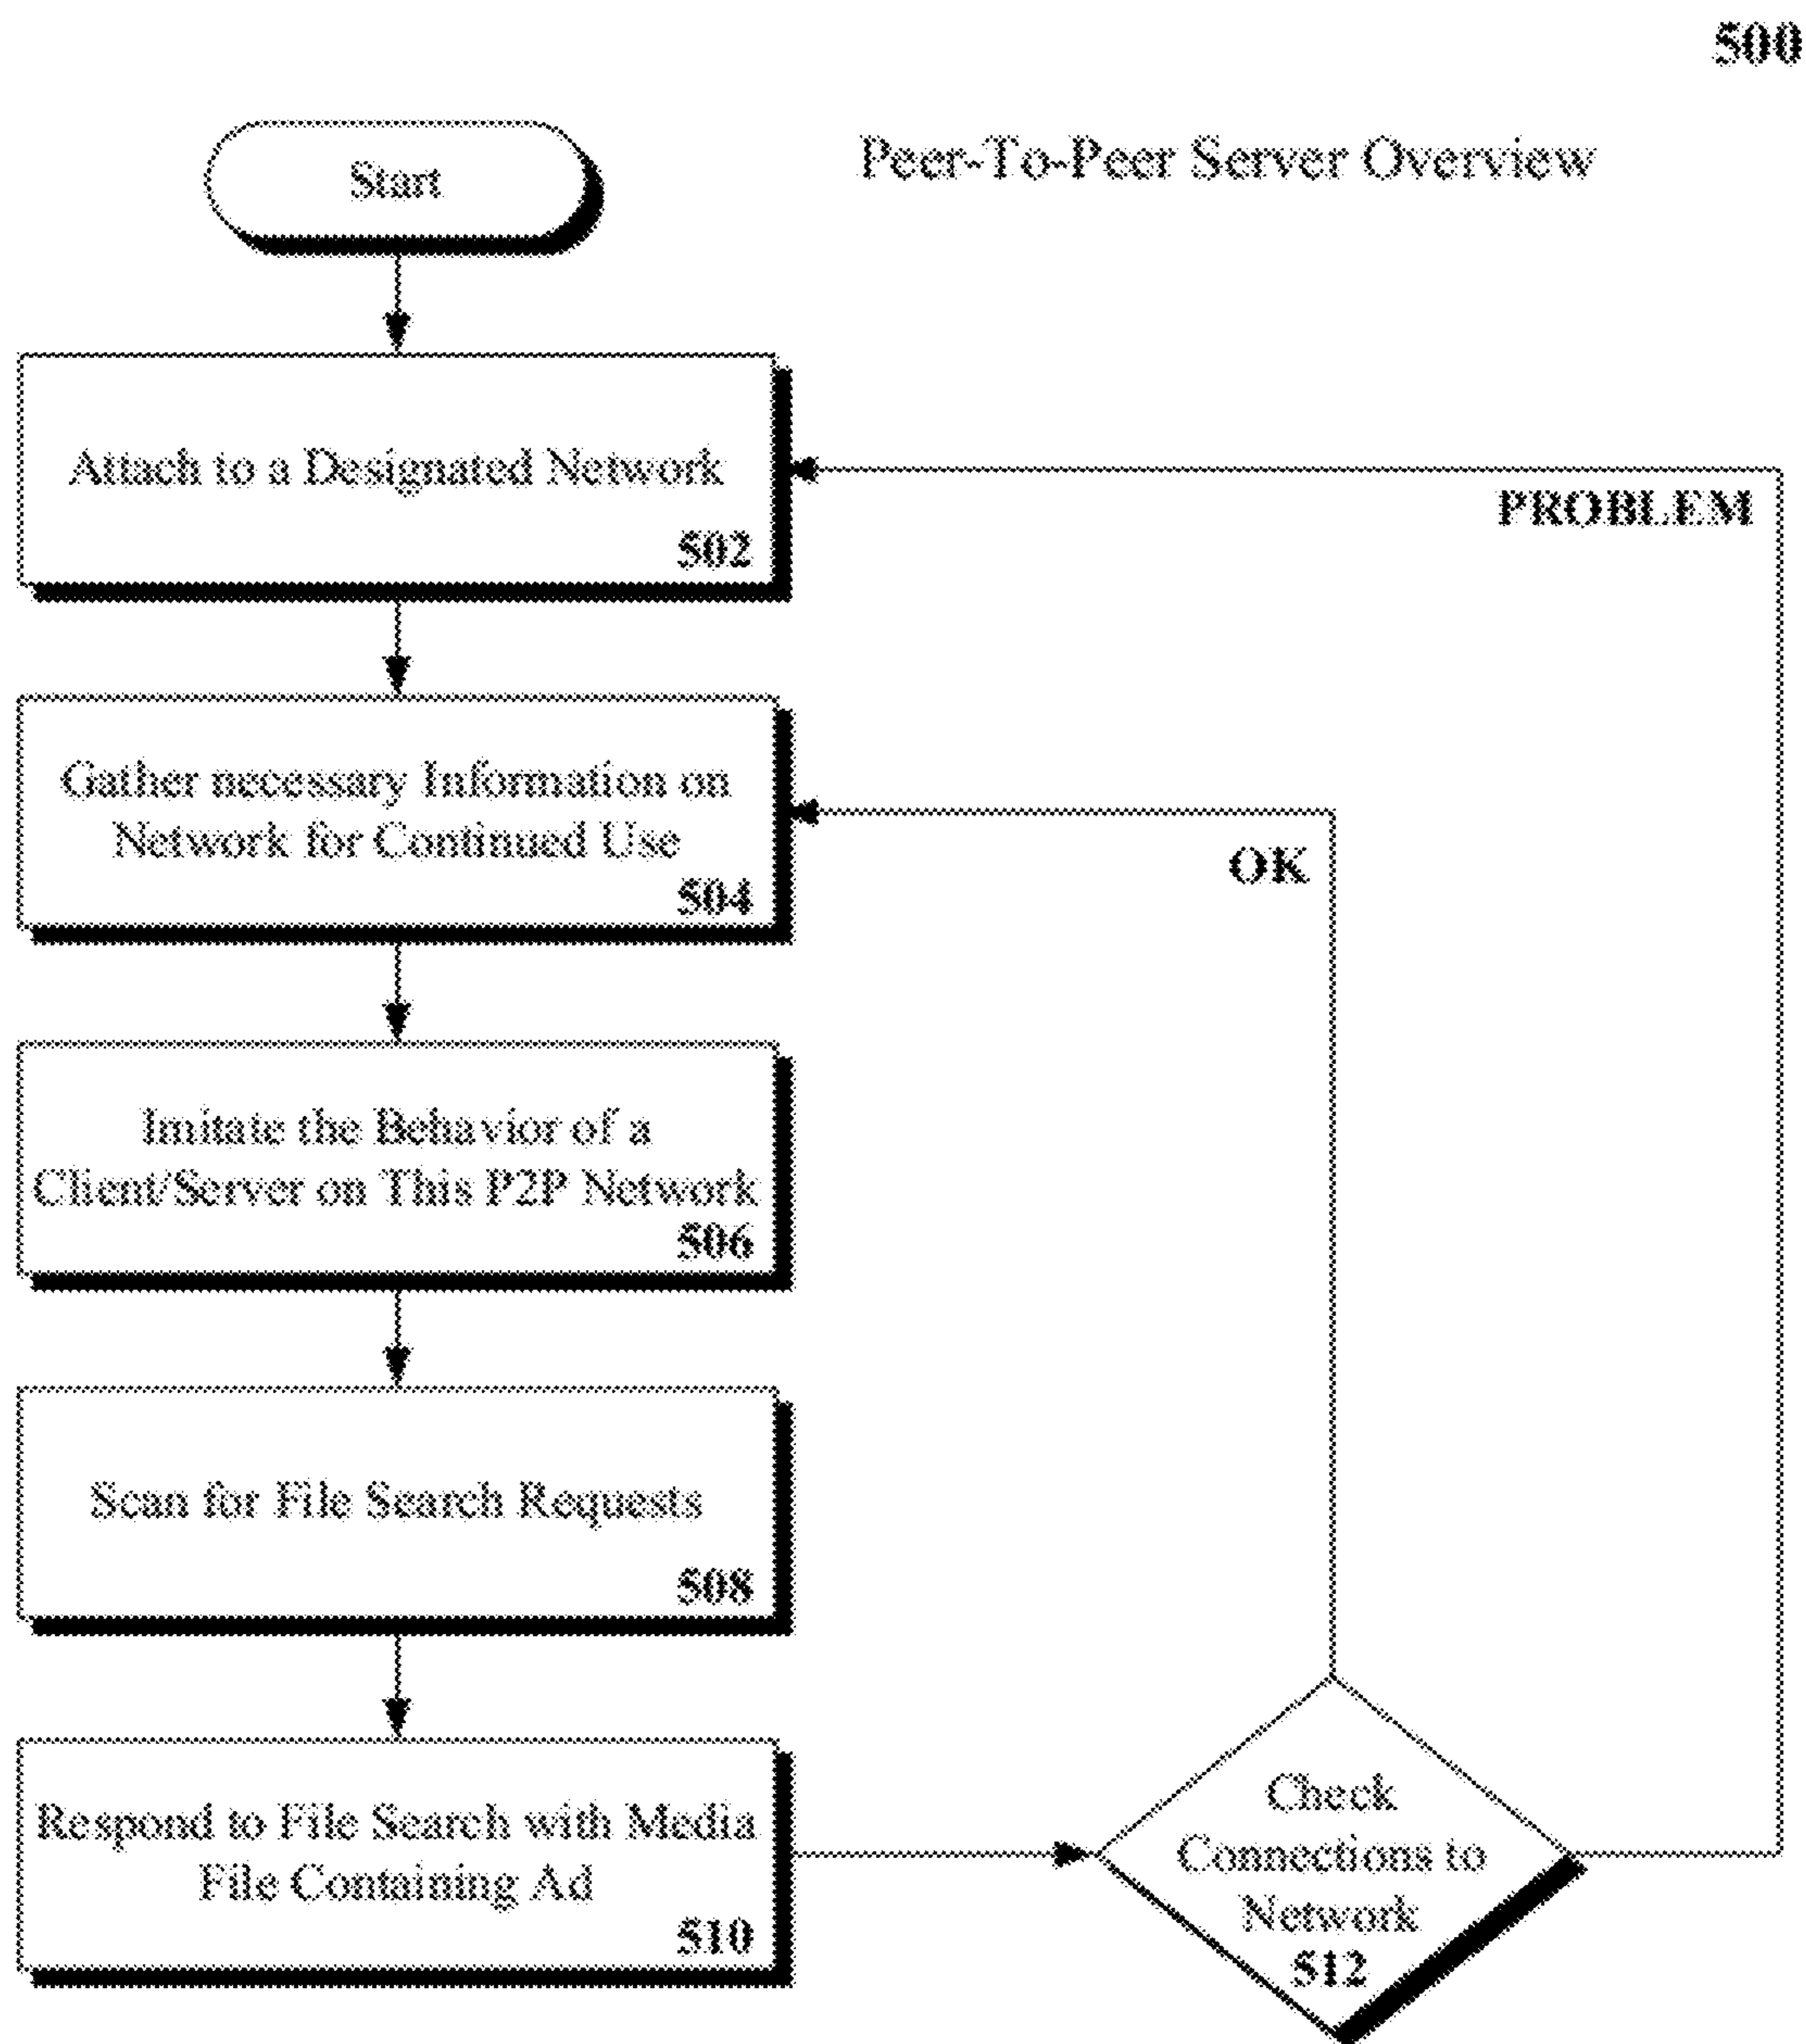 500
Peer-To-Peer Server Overview
Start
Attach to a Designated Network
502
PROBLEM
Gather necessary Information on
Network for Continued Use
504
OK
Imitate the Behavior of a
Client/Server on This P2P Network
506
Scan for File Search Requests
508
Respond to File Search with Media
File Containing Ad
510
Check
Connections to
Network
512